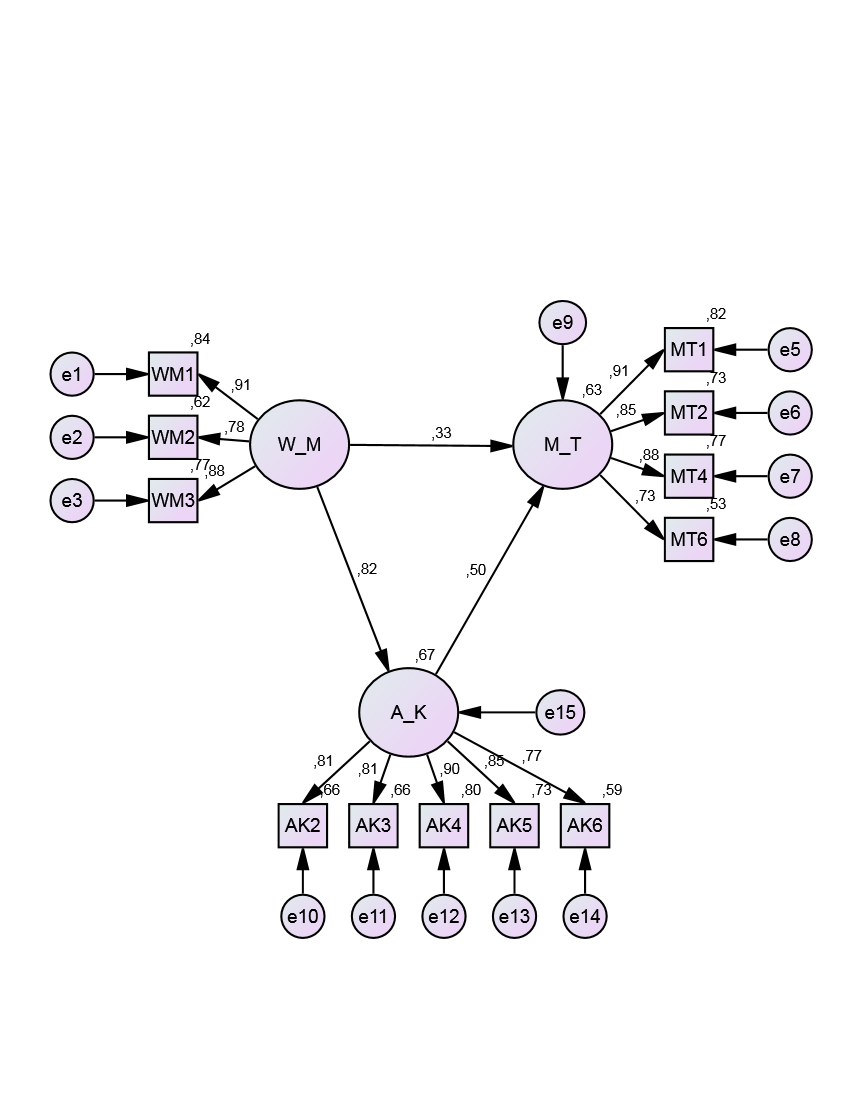 e9
,82
,84
MT1
e5
e1
WM1
,91
,63
,91
,73
,62
,85
MT2
e6
e2
WM2
,78
W_M
,33
M_T
,77
,88
,77
,88
MT4
e7
e3
WM3
,73
,53
MT6
e8
,82
,50
,67
A_K
e15
,81
,81
,90
,85
,77
,66
,66
,80
,73
,59
AK2
AK3
AK4
AK5
AK6
e10
e11
e12
e13
e14